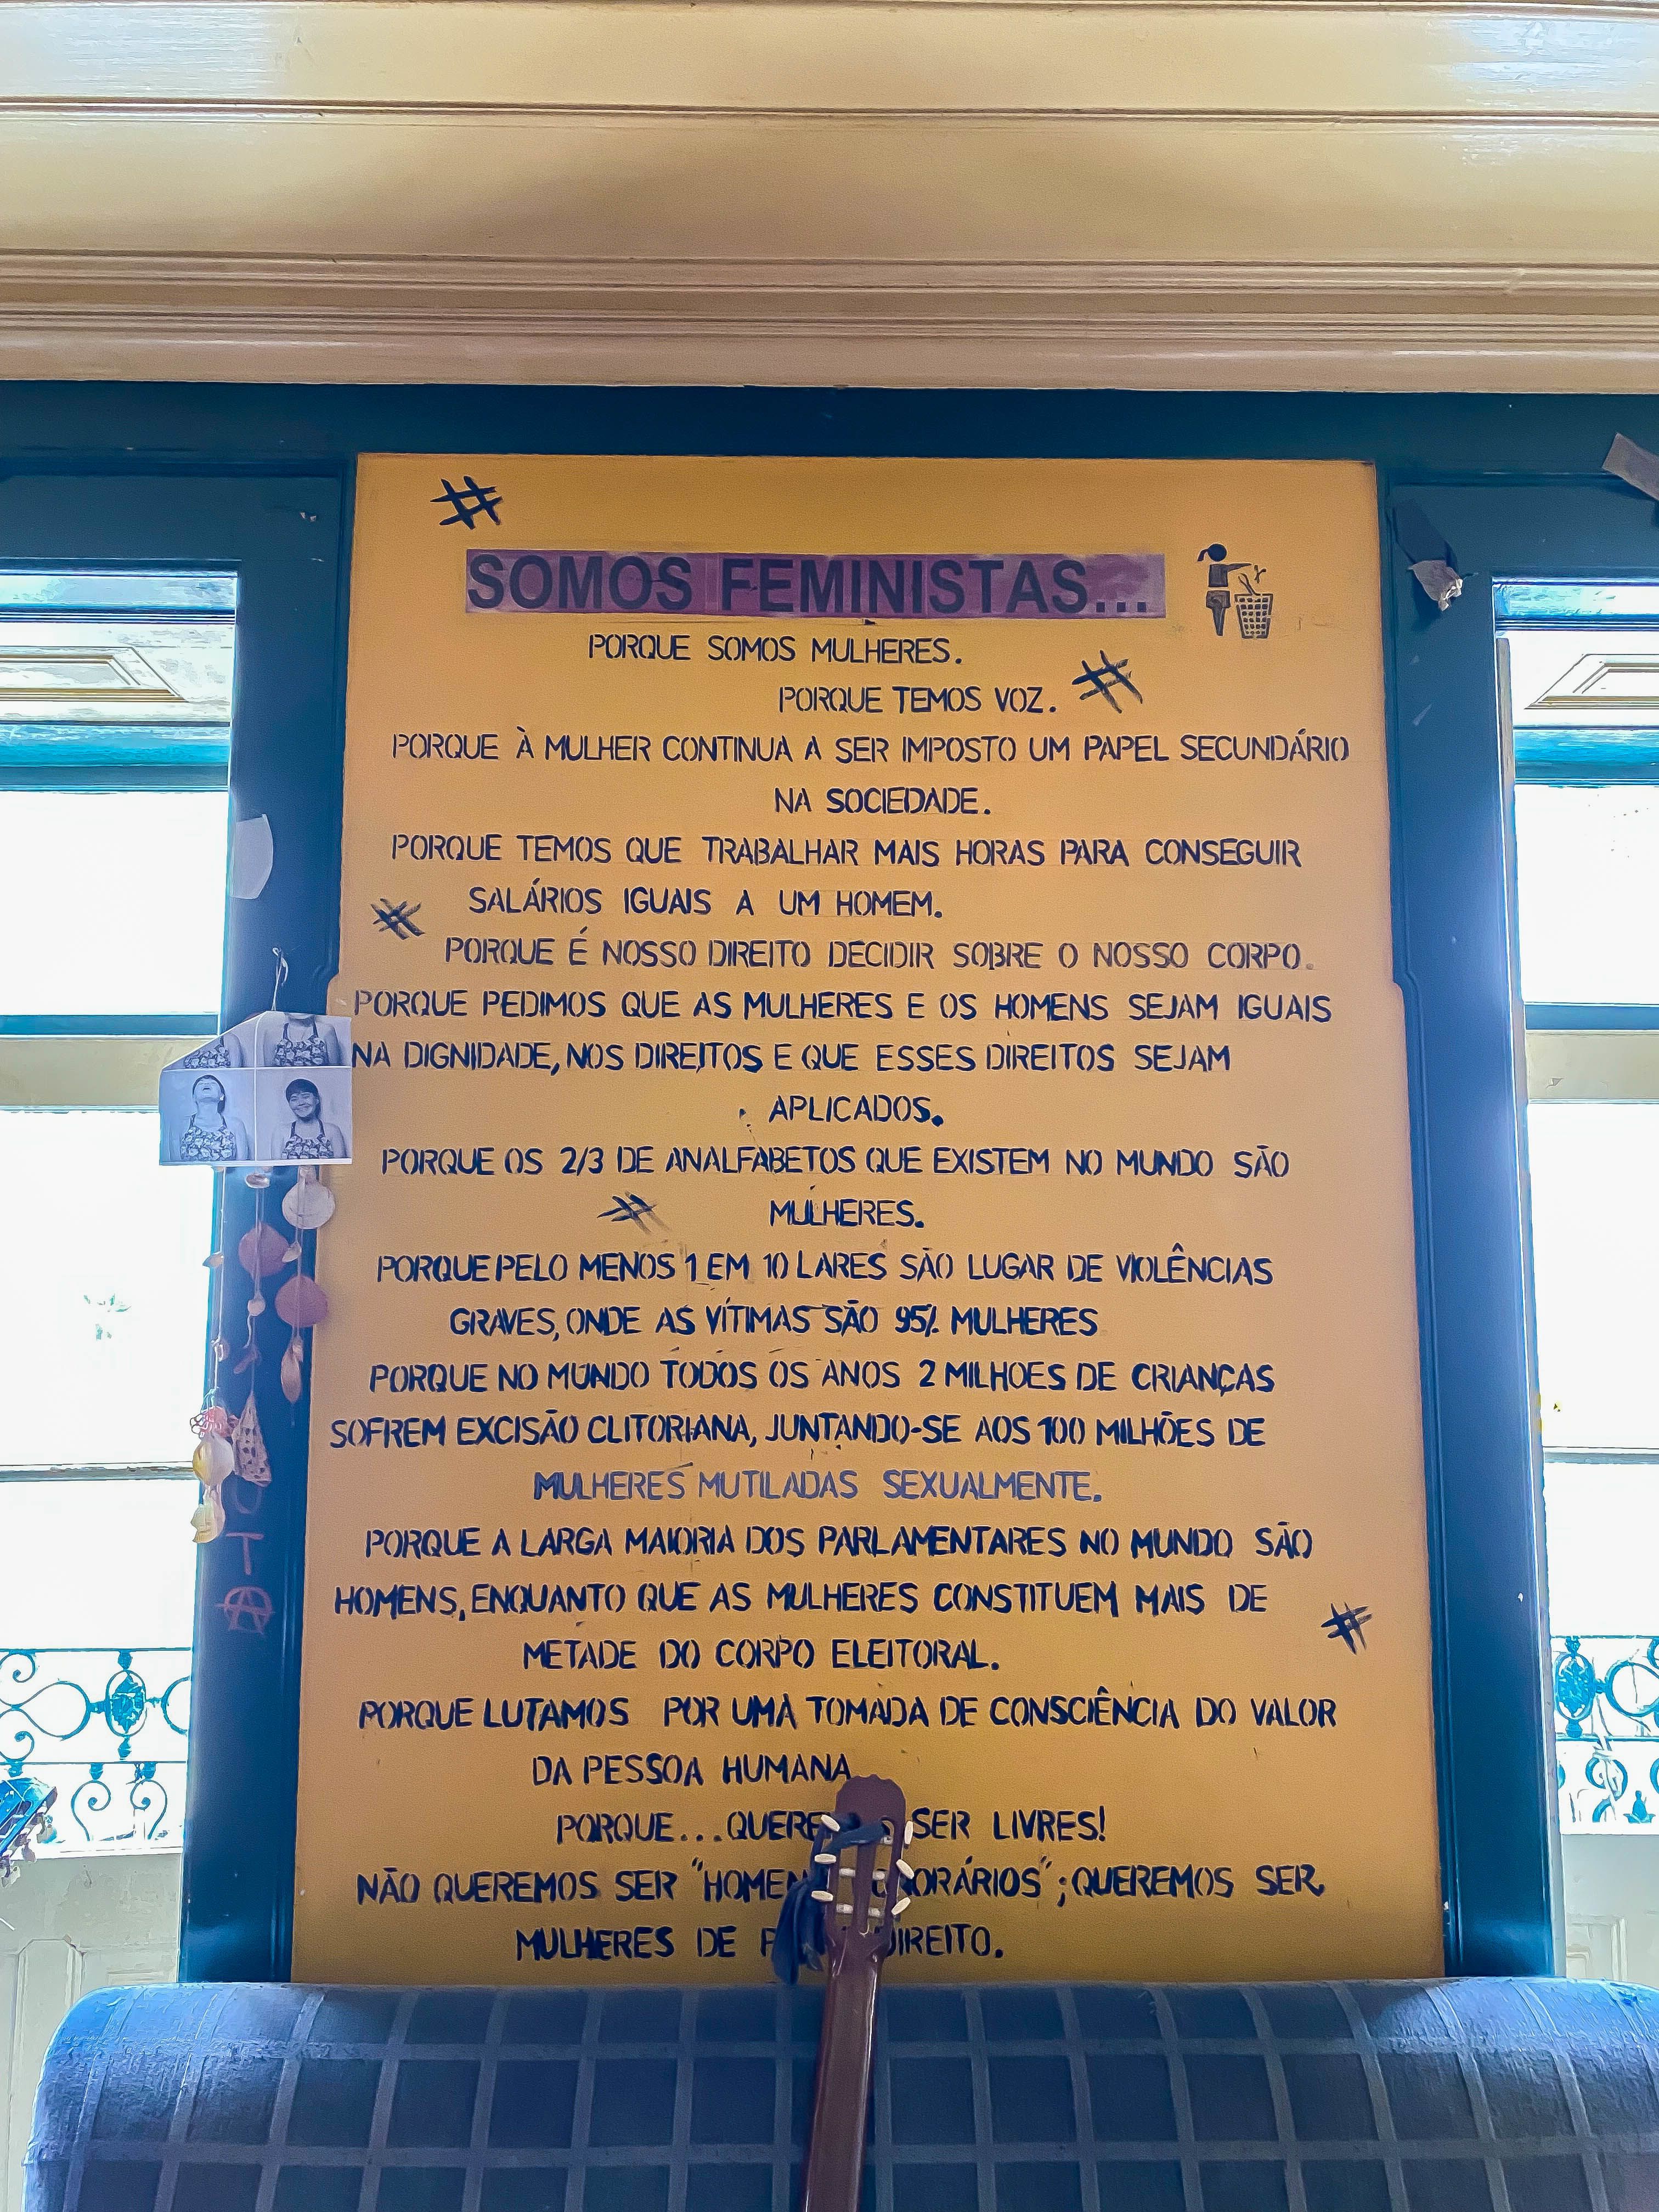 SOMOS FEMINISTAS...
PORQUE SOMOS MULHERES.
PORQUE TEMOS VOZ.
PORQUE À MULHER CONTINUA A SER IMPOSTO UM PAPEL SECUNDÁRIO
NA SOCIEDADE.
PORQUE TEMOS QUE TRABALHAR MAIS HORAS PARA CONSEGUIR
SALÁRIOS IGUAIS A UM HOMEM.
PORQUE É NOSSO DIREITO DECIDIR SOBRE O NOSSO CORPO.
PORQUE PEDIMOS QUE AS MULHERES E OS HOMENS SEJAM IGUAIS
NA DIGNIDADE, NOS DIREITOS E QUE ESSES DIREITOS SEJAM
APLICADOS.
PORQUE OS 2/3 DE ANALFABETOS QUE EXISTEM NO MUNDO SÃO
MULHERES.
PORQUE PELO MENOS 1 EM 10 LARES SÃO LUGAR DE VIOLÊNCIAS
GRAVES, ONDE AS VÍTIMAS SÃO 95% MULHERES
PORQUE NO MUNDO TODOS OS ANOS 2 MILHOES DE CRIANÇAS
SOFREM EXCISÃO CLITORIANA, JUNTANDO-SE AOS 100 MILHÕES DE
MULHERES MUTILADAS SEXUALMENTE.
PORQUE A LARGA MAIORIA DOS PARLAMENTARES NO MUNDO SÃO
HOMENS, ENQUANTO QUE AS MULHERES CONSTITUEM MAIS DE
METADE DO CORPO ELEITORAL.
PORQUE LUTAMOS POR UMA TOMADA DE CONSCIÊNCIA DO VALOR
DA PESSOA HUMANA
PORQUE... SER LIVRES!
NÃO QUEREMOS SER ; QUEREMOS SER
MULHERES DE DIREITO.